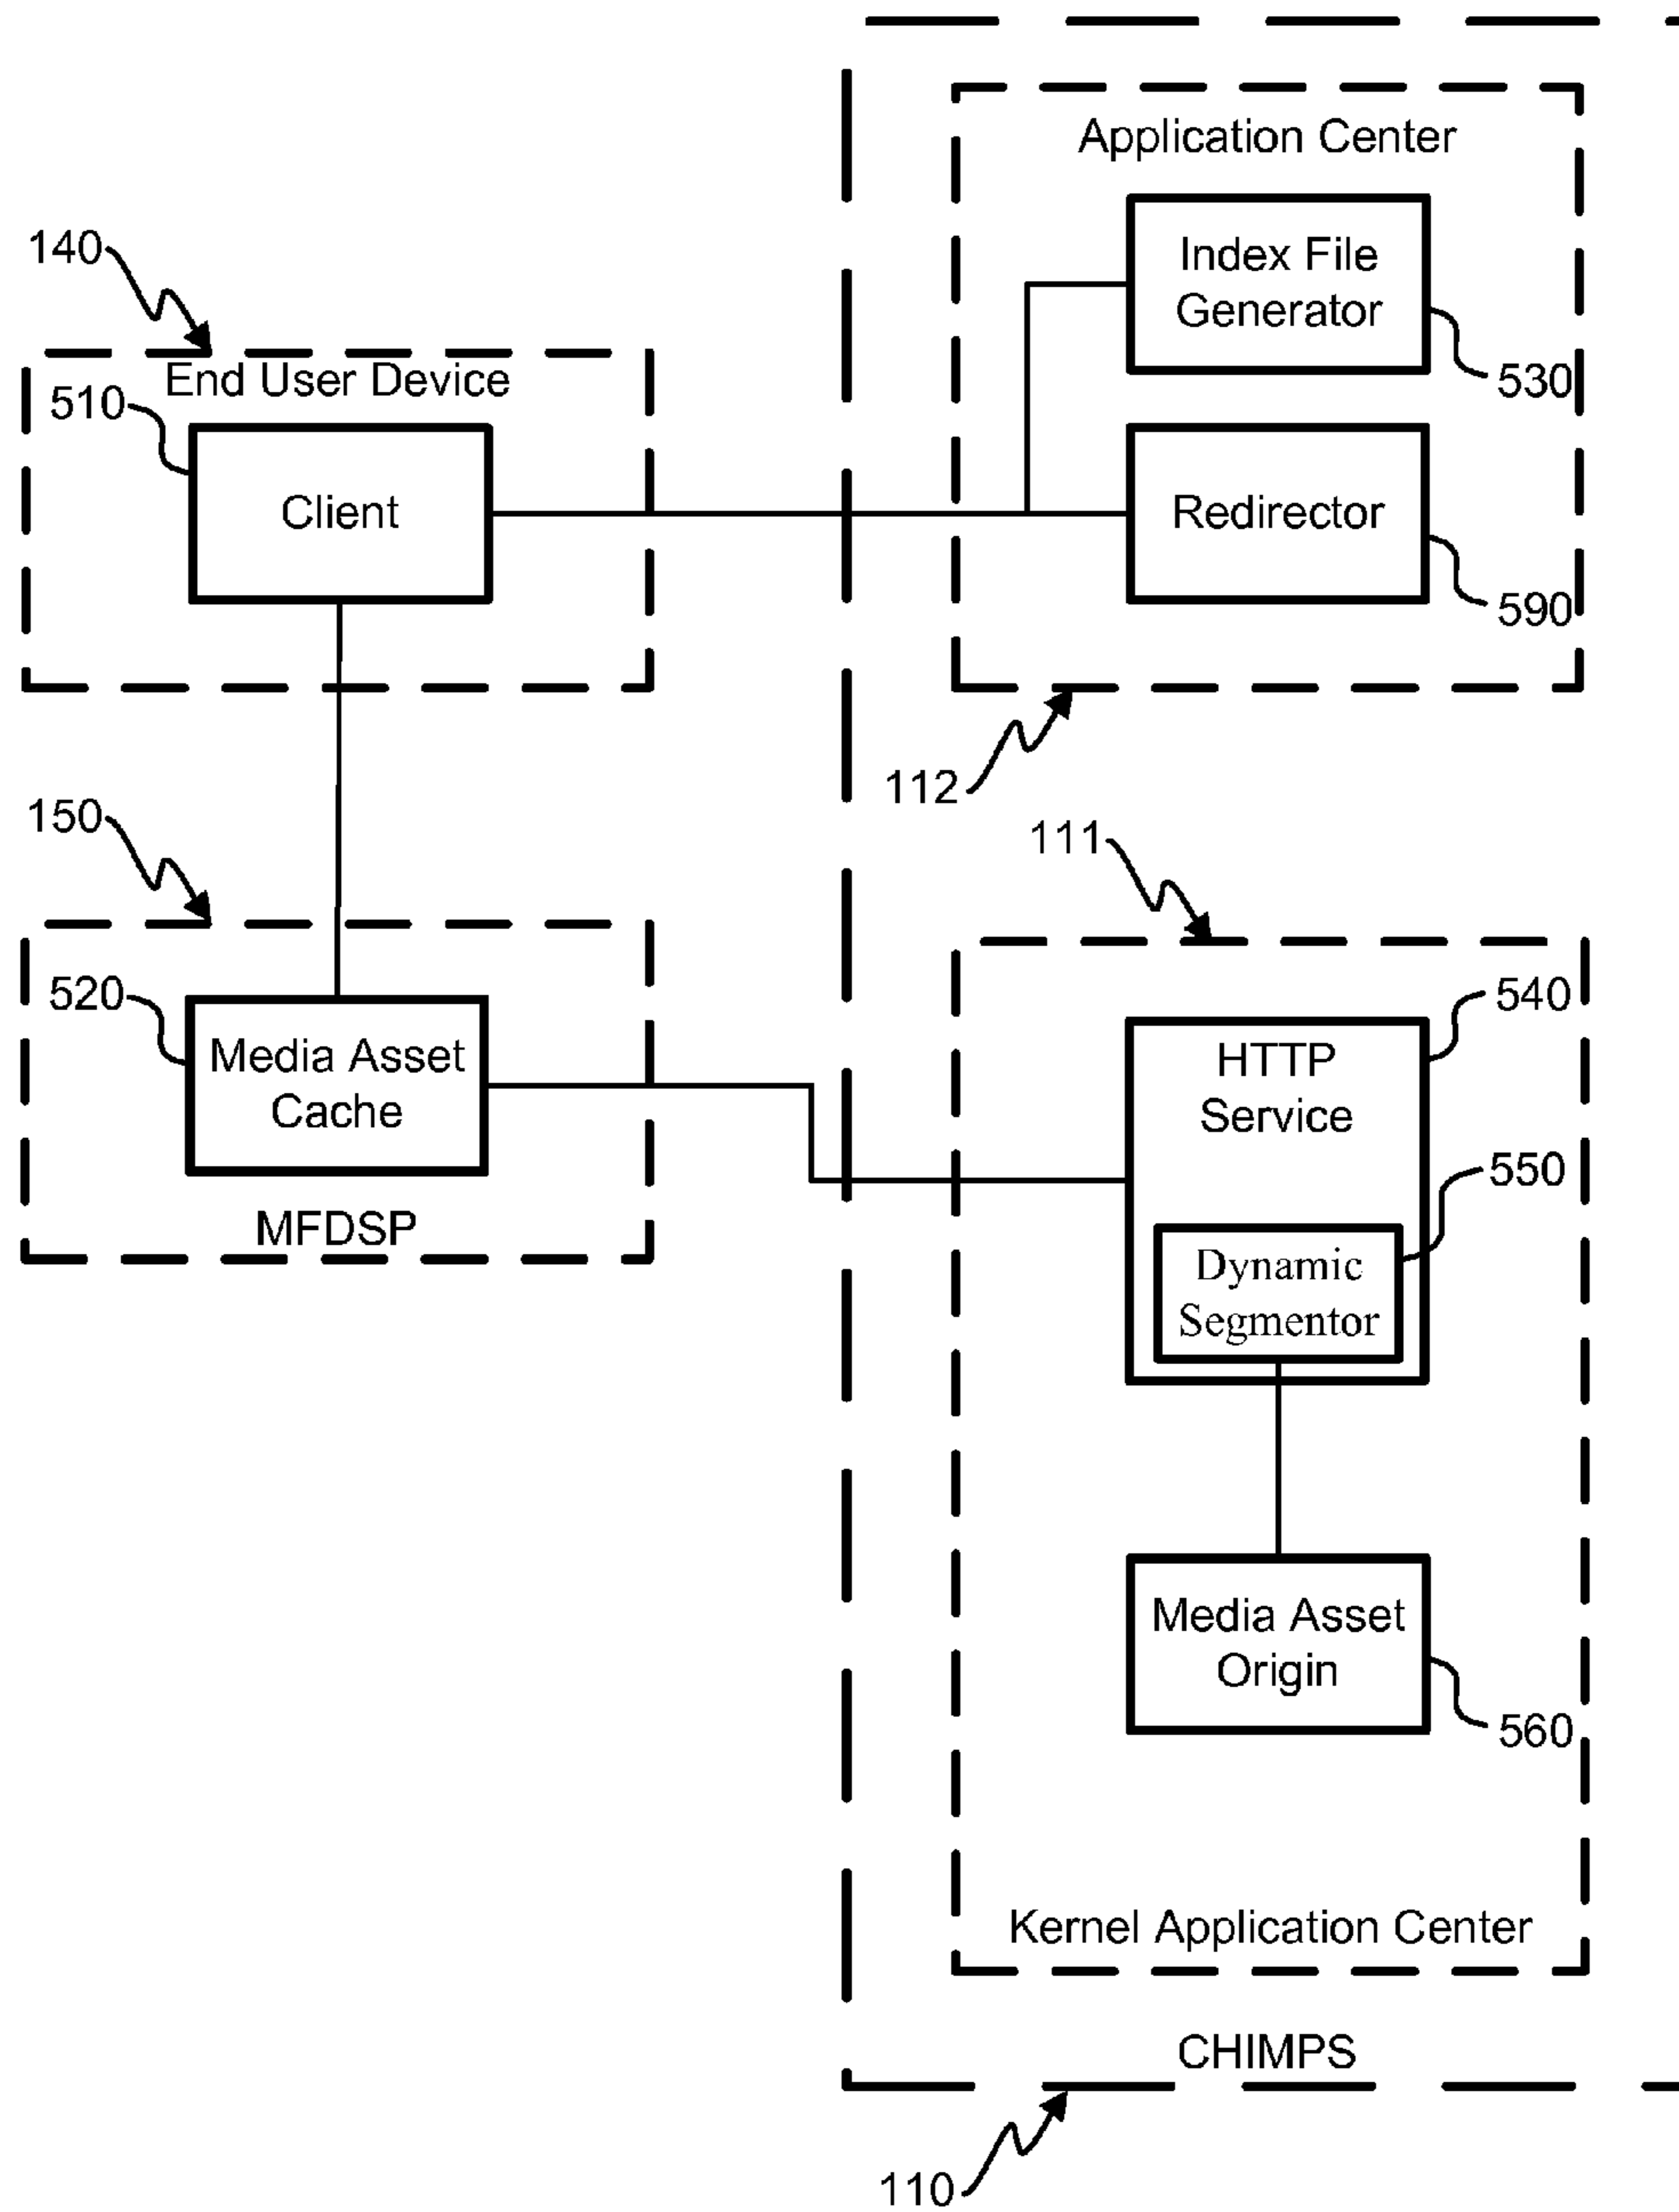 Application Center
Index File
Generator
530
Redirector
590
112
140
End User Device
510
Client
150
520
Media Asset
Cache
MFDSP
111
540
HTTP
Service
550
Dynamic
Segmentor
Media Asset
Origin
560
Kernel Application Center
CHIMPS
110